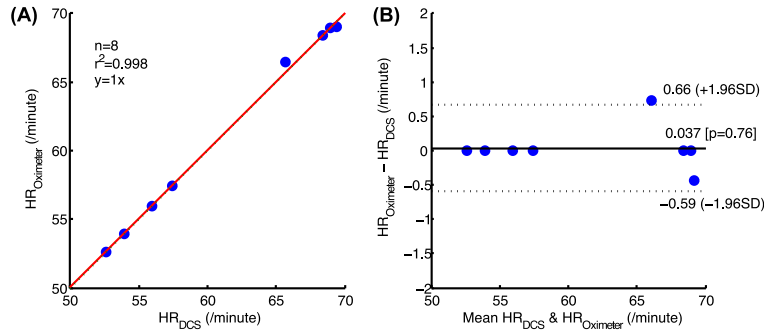 (A)
70
65
60
55
50
HR_Oximeter (/minute)
n=8
r²=0.998
y=1x
50 55 60 65 70
HR_DCS (/minute)
(B)
2
1.5
1
0.5
0
−0.5
−1
−1.5
−2
HR_Oximeter − HR_DCS (/minute)
0.66 (+1.96SD)
0.037 [p=0.76]
−0.59 (−1.96SD)
50 55 60 65 70
Mean HR_DCS & HR_Oximeter (/minute)